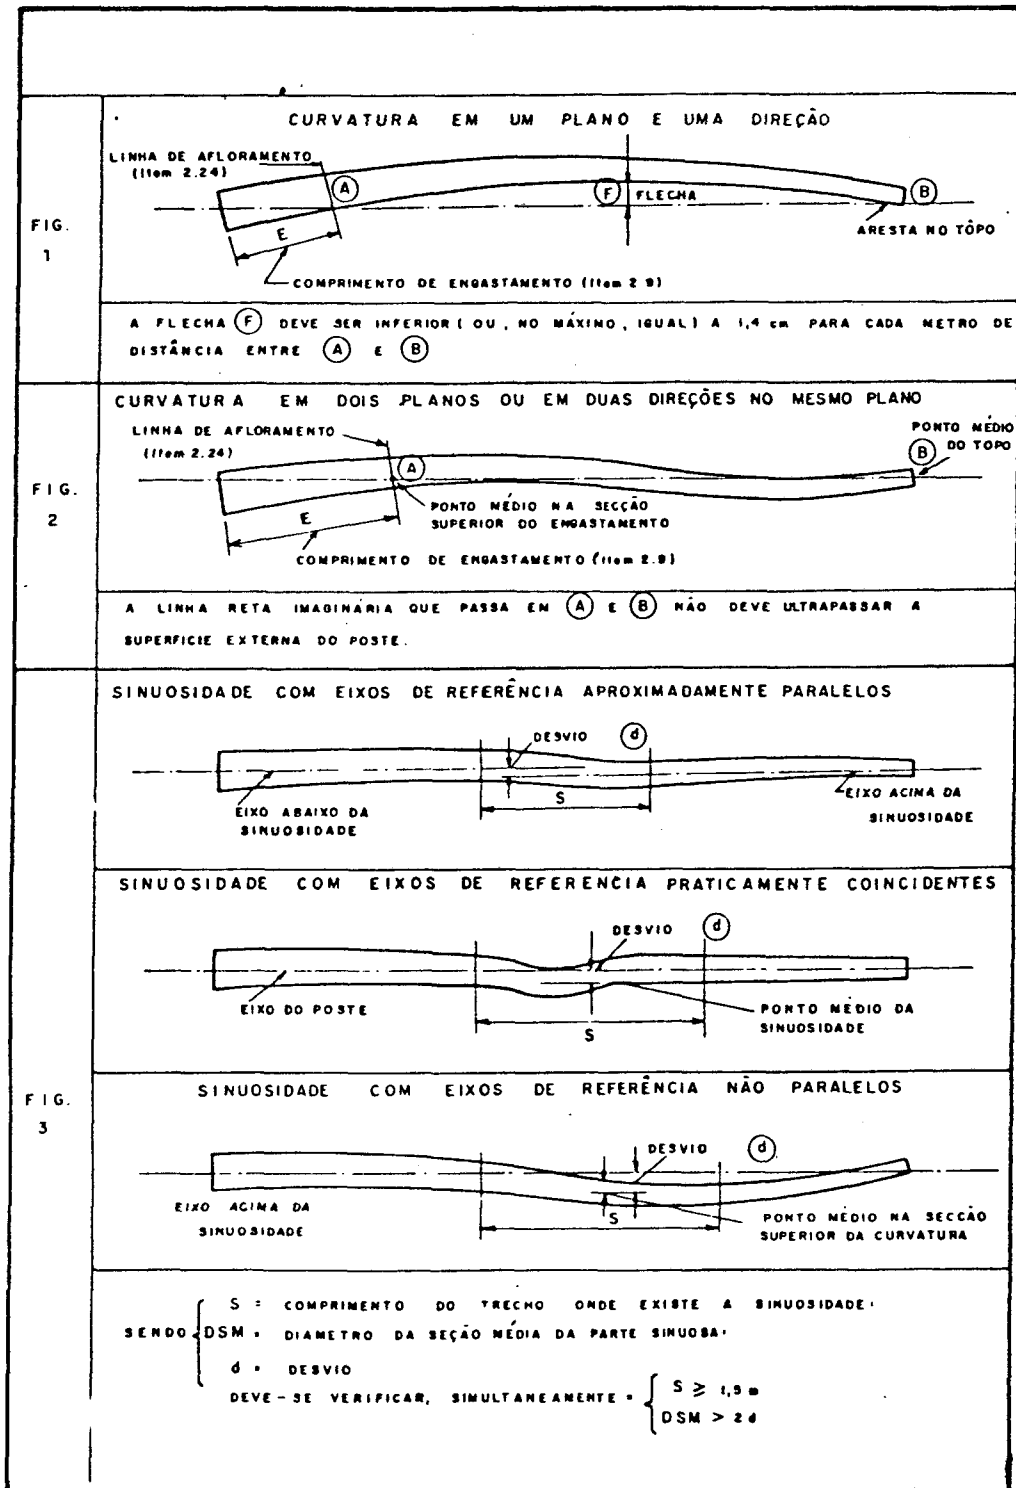 FIG.
1
CURVATURA EM UM PLANO E UMA DIREÇÃO
LINHA DE AFLORAMENTO
(Item 2.24)
A
F
FLECHA
B
ARESTA NO TÔPO
E
COMPRIMENTO DE ENGASTAMENTO (Item 2.9)
A FLECHA F DEVE SER INFERIOR (OU, NO MÁXIMO, IGUAL) A 1,4 cm PARA CADA METRO DE
DISTÂNCIA ENTRE A E B
FIG.
2
CURVATURA EM DOIS PLANOS OU EM DUAS DIREÇÕES NO MESMO PLANO
LINHA DE AFLORAMENTO
(Item 2.24)
A
PONTO MÉDIO
DO TOPO
B
PONTO MÉDIO NA SECÇÃO
SUPERIOR DO ENGASTAMENTO
E
COMPRIMENTO DE ENGASTAMENTO (Item 2.9)
A LINHA RETA IMAGINÁRIA QUE PASSA EM A E B NÃO DEVE ULTRAPASSAR A
SUPERFICIE EXTERNA DO POSTE.
FIG.
3
SINUOSIDADE COM EIXOS DE REFERÊNCIA APROXIMADAMENTE PARALELOS
DESVIO d
S
EIXO ABAIXO DA
SINUOSIDADE
EIXO ACIMA DA
SINUOSIDADE
SINUOSIDADE COM EIXOS DE REFERENCIA PRATICAMENTE COINCIDENTES
DESVIO d
EIXO DO POSTE
S
PONTO MÉDIO DA
SINUOSIDADE
SINUOSIDADE COM EIXOS DE REFERÊNCIA NÃO PARALELOS
DESVIO d
EIXO ACIMA DA
SINUOSIDADE
S
PONTO MÉDIO NA SECCÃO
SUPERIOR DA CURVATURA
SENDO
S = COMPRIMENTO DO TRECHO ONDE EXISTE A SINUOSIDADE.
DSM = DIAMETRO DA SEÇÃO MÉDIA DA PARTE SINUOSA.
d = DESVIO
DEVE-SE VERIFICAR, SIMULTANEAMENTE =
S ≥ 1,5 m
DSM > 2 d